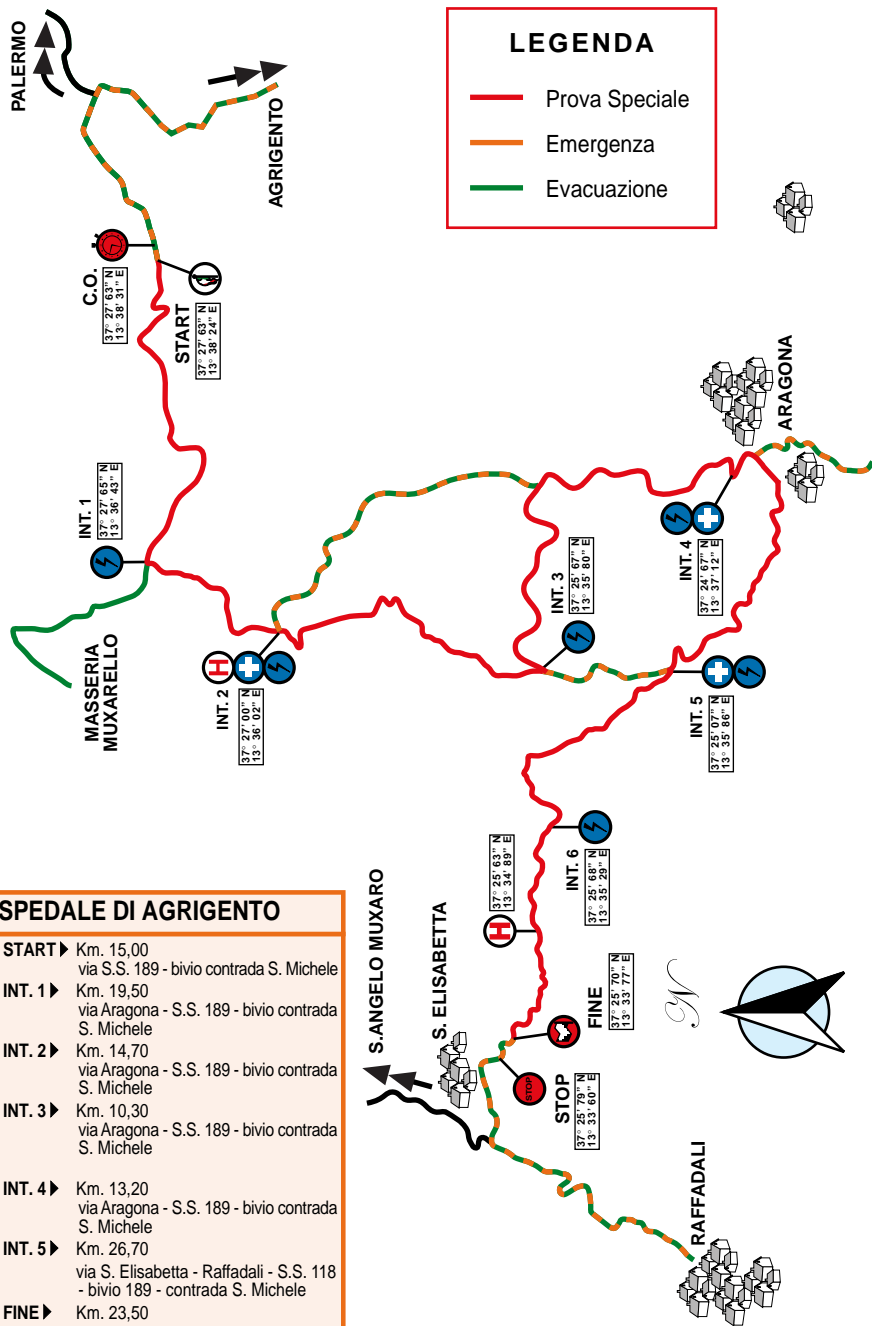 PALERMO
AGRIGENTO
LEGENDA
Prova Speciale
Emergenza
Evacuazione
C.O.
37° 27' 63" N
13° 38' 31" E
START
37° 27' 63" N
13° 38' 24" E
INT. 1
37° 27' 65" N
13° 36' 43" E
MASSERIA
MUXARELLO
H
INT. 2
37° 27' 00" N
13° 36' 02" E
INT. 3
37° 25' 67" N
13° 35' 80" E
INT. 4
37° 24' 67" N
13° 37' 12" E
ARAGONA
INT. 5
37° 25' 07" N
13° 35' 86" E
INT. 6
37° 25' 68" N
13° 35' 29" E
H
37° 25' 63" N
13° 34' 89" E
S.ANGELO MUXARO
S. ELISABETTA
FINE
37° 25' 70" N
13° 33' 77" E
STOP
STOP
37° 25' 79" N
13° 33' 60" E
RAFFADALI
N
SPEDALE DI AGRIGENTO
START Km. 15,00
via S.S. 189 - bivio contrada S. Michele
INT. 1 Km. 19,50
via Aragona - S.S. 189 - bivio contrada
S. Michele
INT. 2 Km. 14,70
via Aragona - S.S. 189 - bivio contrada
S. Michele
INT. 3 Km. 10,30
via Aragona - S.S. 189 - bivio contrada
S. Michele
INT. 4 Km. 13,20
via Aragona - S.S. 189 - bivio contrada
S. Michele
INT. 5 Km. 26,70
via S. Elisabetta - Raffadali - S.S. 118
- bivio 189 - contrada S. Michele
FINE Km. 23,50